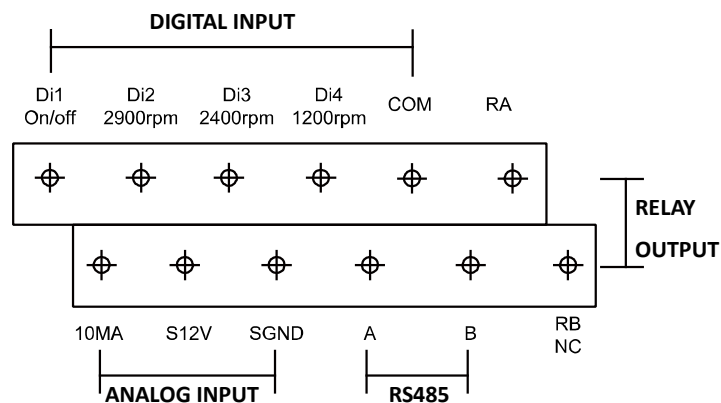 DIGITAL INPUT
Di1 Di2 Di3 Di4 COM RA
On/off 2900rpm 2400rpm 1200rpm
RELAY
OUTPUT
10MA S12V SGND A B RB
NC
ANALOG INPUT RS485